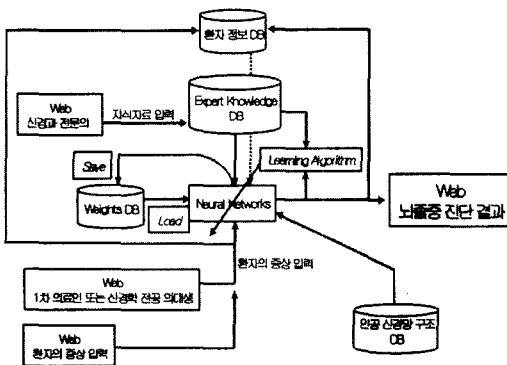 환자 정보 DB
Web
신경과 전문의
지식자료 입력
Expert Knowledge
DB
Save
Learning Algorithm
Weights DB
Load
Neural Networks
Web
뇌졸중 진단 결과
환자의 증상 입력
Web
1차 의료인 또는 신경학 전공 의대생
Web
환자의 증상 입력
인공 신경망 구조
DB